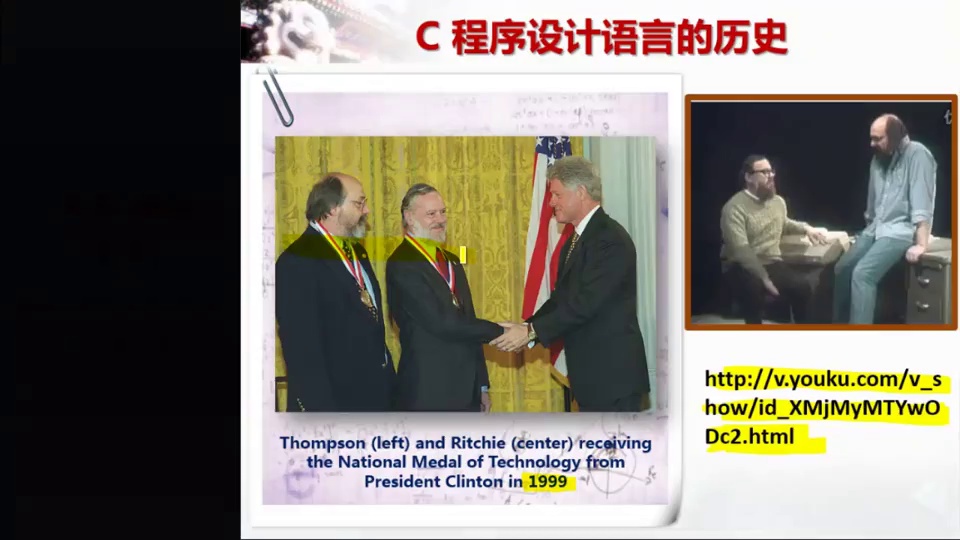 C 程序设计语言的历史
Thompson (left) and Ritchie (center) receiving
the National Medal of Technology from
President Clinton in 1999
http://v.youku.com/v_s
how/id_XMjMyMTYwO
Dc2.html